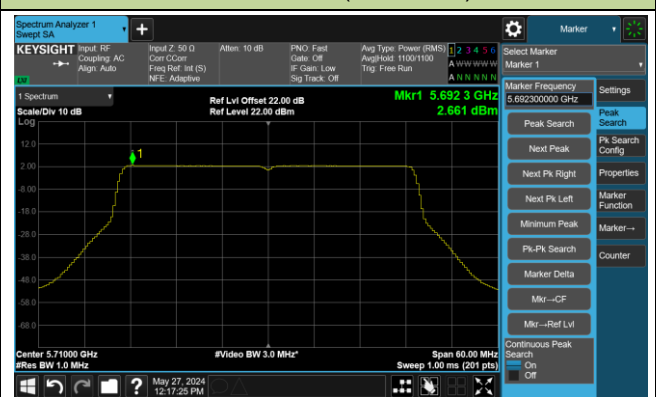 Spectrum Analyzer 1
Swept SA
+
Marker
KEYSIGHT
Input: RF
Coupling: AC
Align: Auto
Input Z: 50 Ω
Corr CCorr
Freq Ref: Int (S)
NFE: Adaptive
Atten: 10 dB
PNO: Fast
Gate: Off
IF Gain: Low
Sig Track: Off
Avg Type: Power (RMS)
Avg|Hold: 1100/1100
Trig: Free Run
1 2 3 4 5 6
A W W W W W
A N N N N N
Select Marker
Marker 1
1 Spectrum
Scale/Div 10 dB
Log
Ref Lvl Offset 22.00 dB
Ref Level 22.00 dBm
Mkr1 5.692 3 GHz
2.661 dBm
12.0
2.00
-8.00
-18.0
-28.0
-38.0
-48.0
-58.0
-68.0
1
Center 5.71000 GHz
#Res BW 1.0 MHz
#Video BW 3.0 MHz*
Span 60.00 MHz
Sweep 1.00 ms (201 pts)
Marker Frequency
5.692300000 GHz
Peak Search
Next Peak
Next Pk Right
Next Pk Left
Minimum Peak
Pk-Pk Search
Marker Delta
Mkr→CF
Mkr→Ref Lvl
Continuous Peak
Search
On
Off
Settings
Peak
Search
Pk Search
Config
Properties
Marker
Function
Marker→
Counter
?
May 27, 2024
12:17:25 PM